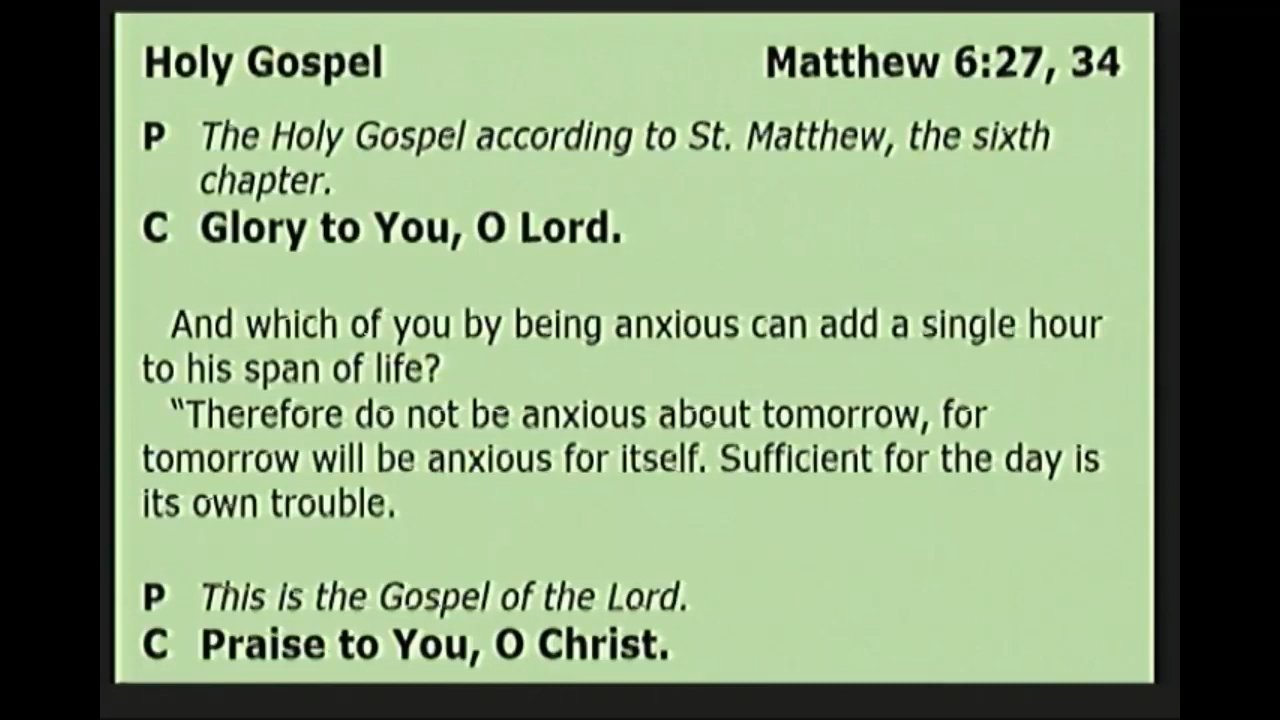 Holy Gospel Matthew 6:27, 34
P The Holy Gospel according to St. Matthew, the sixth
chapter.
C Glory to You, O Lord.
And which of you by being anxious can add a single hour
to his span of life?
“Therefore do not be anxious about tomorrow, for
tomorrow will be anxious for itself. Sufficient for the day is
its own trouble.
P This is the Gospel of the Lord.
C Praise to You, O Christ.